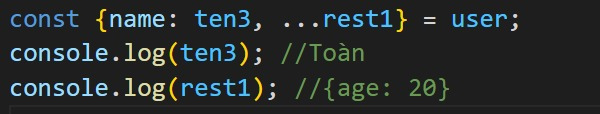 const {name: ten3, ...rest1} = user;
console.log(ten3); //Toàn
console.log(rest1); //{age: 20}